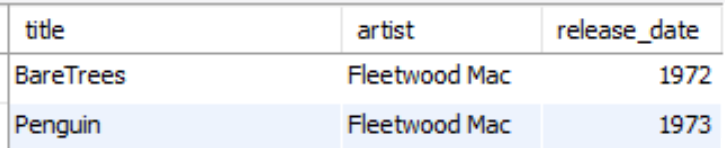 title artist release_date
BareTrees Fleetwood Mac 1972
Penguin Fleetwood Mac 1973